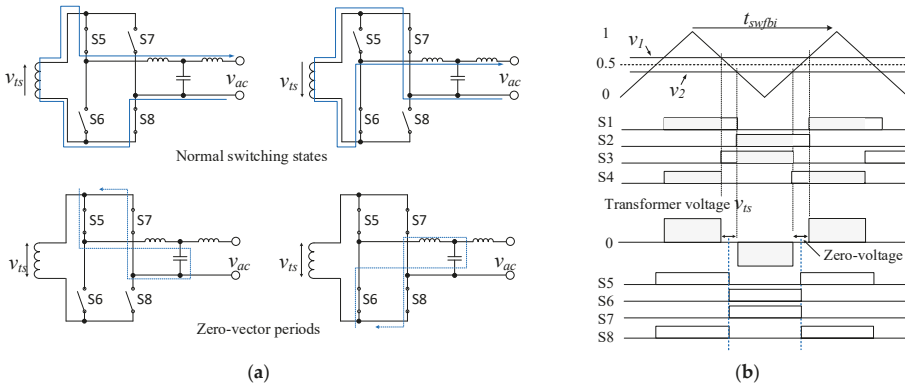 S5
S7
v_ts
v_ac
S6
S8
S5
S7
v_ts
v_ac
S6
S8
Normal switching states
S5
S7
v_ts
v_ac
S6
S8
S5
S7
v_ts
v_ac
S6
S8
Zero-vector periods
(a)
1
t_swfbi
v_1
0.5
0
v_2
S1
S2
S3
S4
Transformer voltage v_ts
0
Zero-voltage
S5
S6
S7
S8
(b)